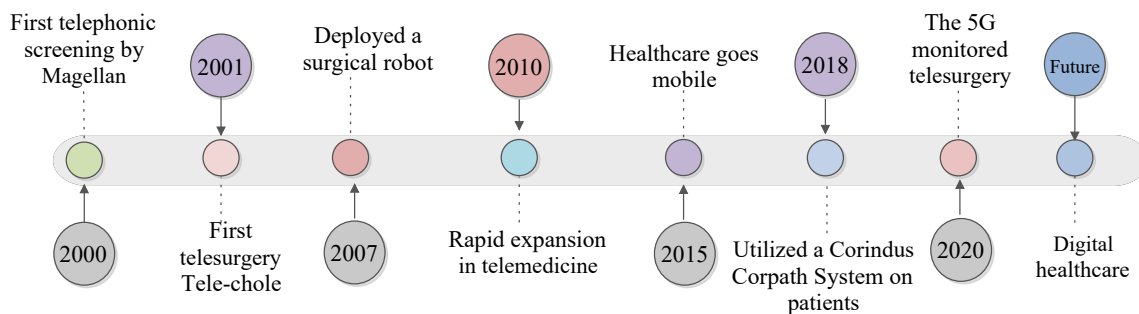 First telephonic
screening by
Magellan
2000
2001
First
telesurgery
Tele-chole
Deployed a
surgical robot
2007
2010
Rapid expansion
in telemedicine
Healthcare goes
mobile
2015
2018
Utilized a Corindus
Corpath System on
patients
The 5G
monitored
telesurgery
2020
Future
Digital
healthcare